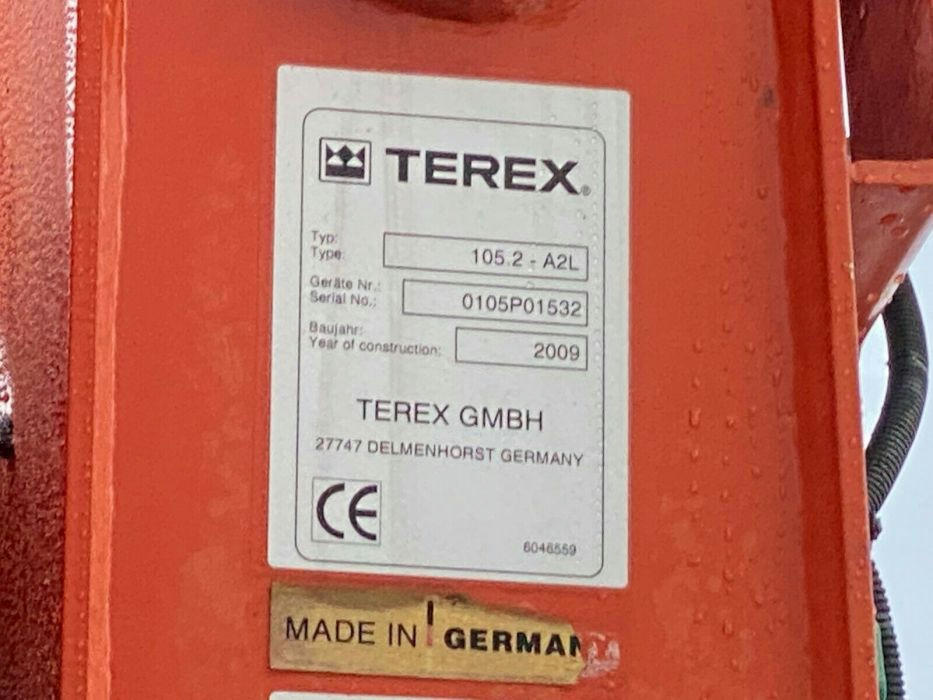 TEREX®
Typ:
Type: 105.2 - A2L
Geräte Nr.:
Serial No.: 0105P01532
Baujahr:
Year of construction: 2009
TEREX GMBH
27747 DELMENHORST GERMANY
CE
6046559
MADE IN GERMAN